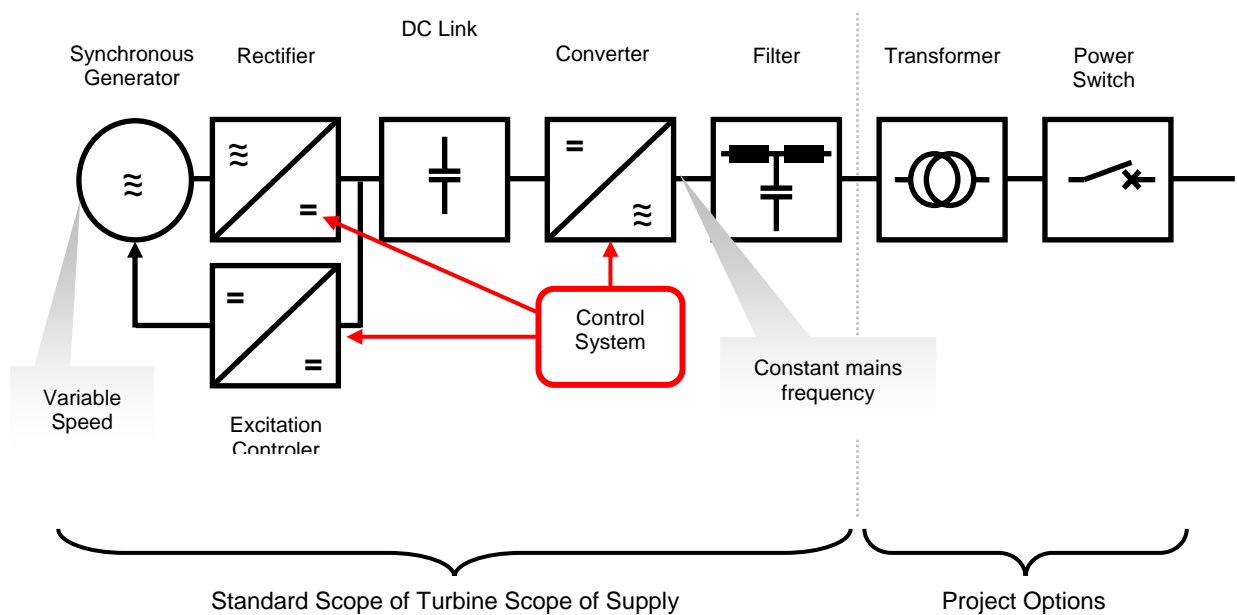 DC Link
Synchronous
Generator
Rectifier
Converter
Filter
Transformer
Power
Switch
Control
System
Constant mains
frequency
Variable
Speed
Excitation
Controler
Standard Scope of Turbine Scope of Supply
Project Options